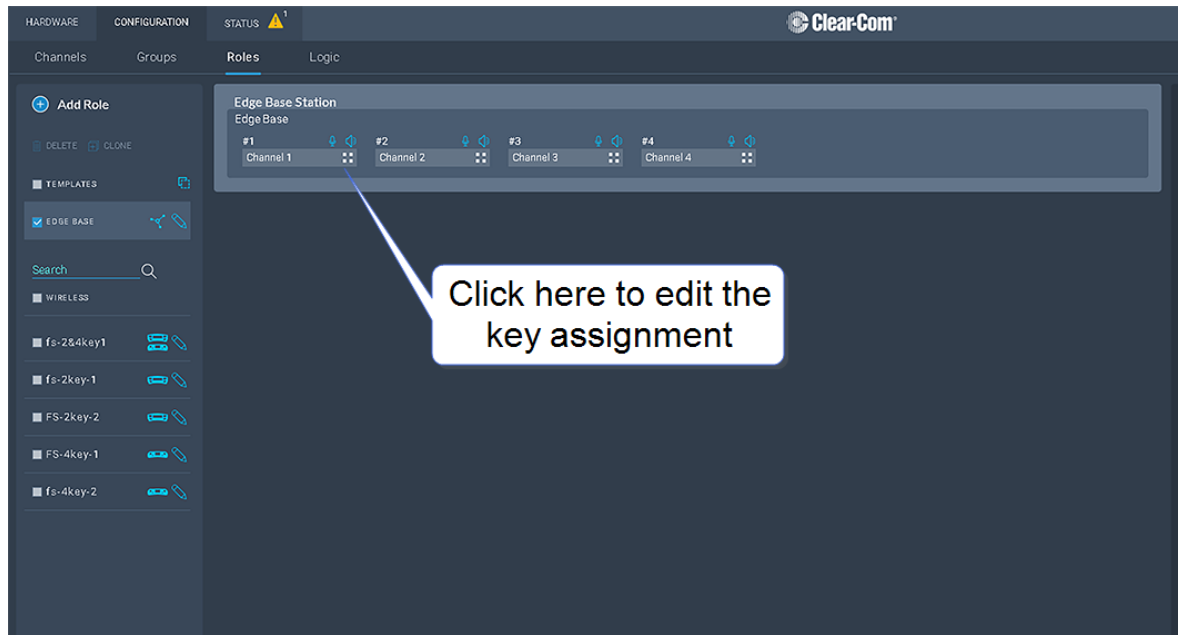 HARDWARE CONFIGURATION STATUS 1 Clear-Com®
Channels Groups Roles Logic
Add Role
DELETE CLONE
TEMPLATES
EDGE BASE
Search
WIRELESS
fs-2&4key1
fs-2key-1
FS-2key-2
FS-4key-1
fs-4key-2
Edge Base Station
Edge Base
#1 #2 #3 #4
Channel 1 Channel 2 Channel 3 Channel 4
Click here to edit the
key assignment